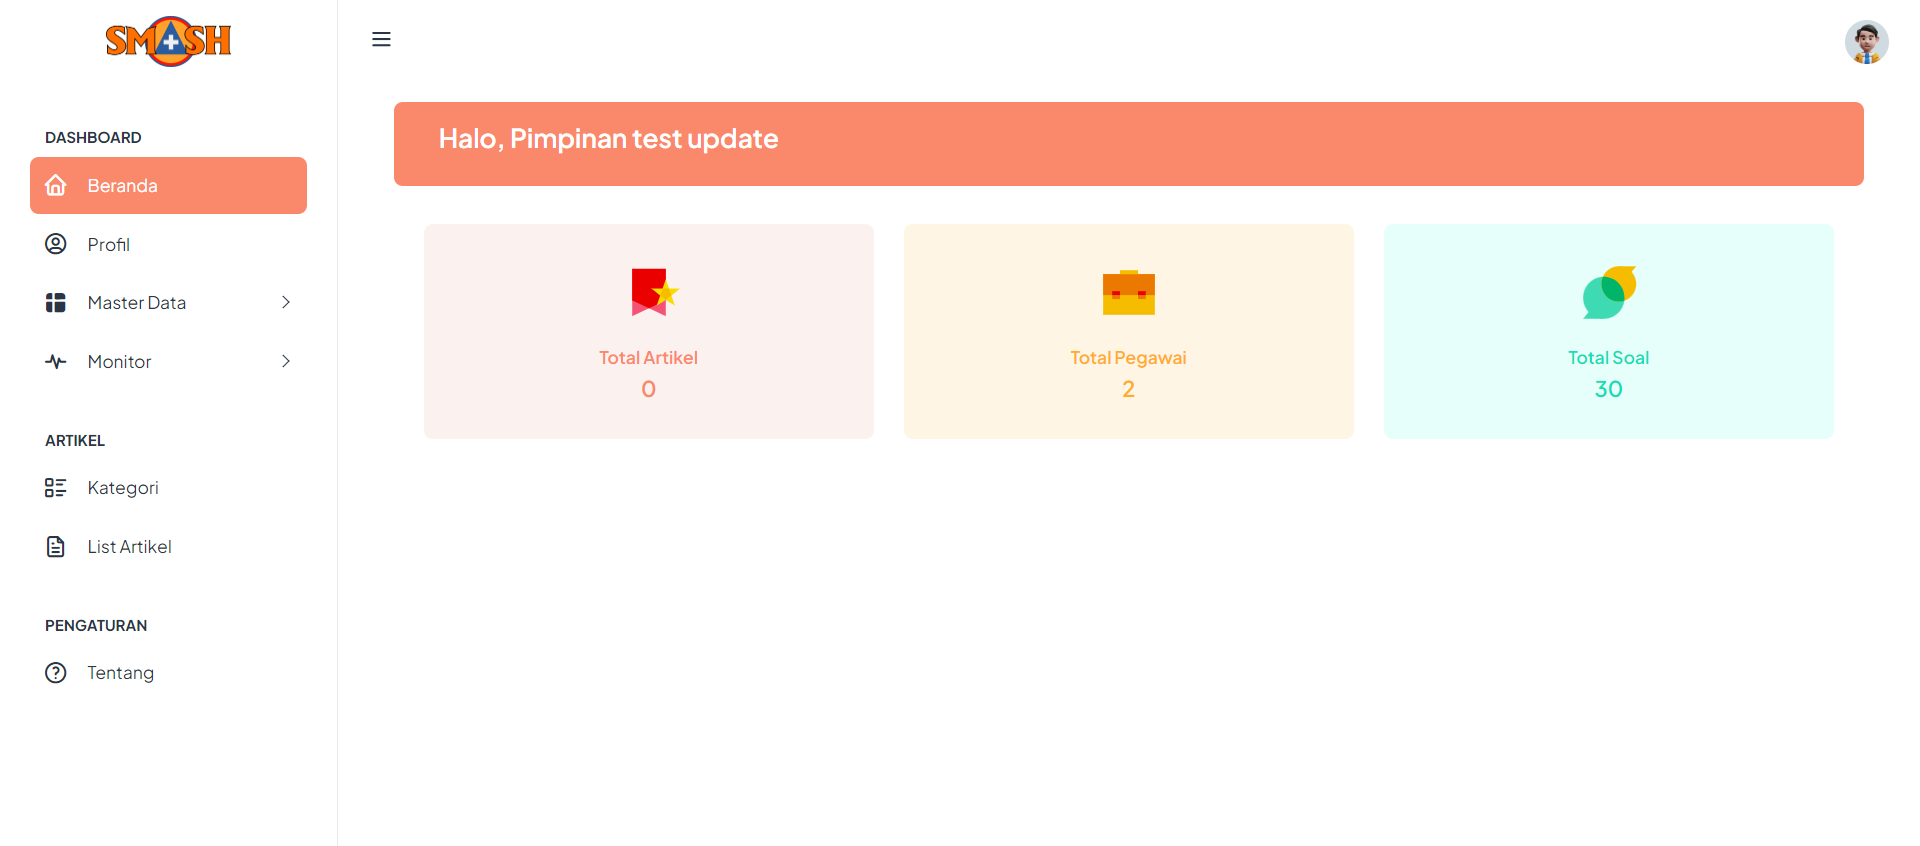 SMASH
DASHBOARD
Beranda
Profil
Master Data
Monitor
ARTIKEL
Kategori
List Artikel
PENGATURAN
Tentang
Halo, Pimpinan test update
Total Artikel
0
Total Pegawai
2
Total Soal
30